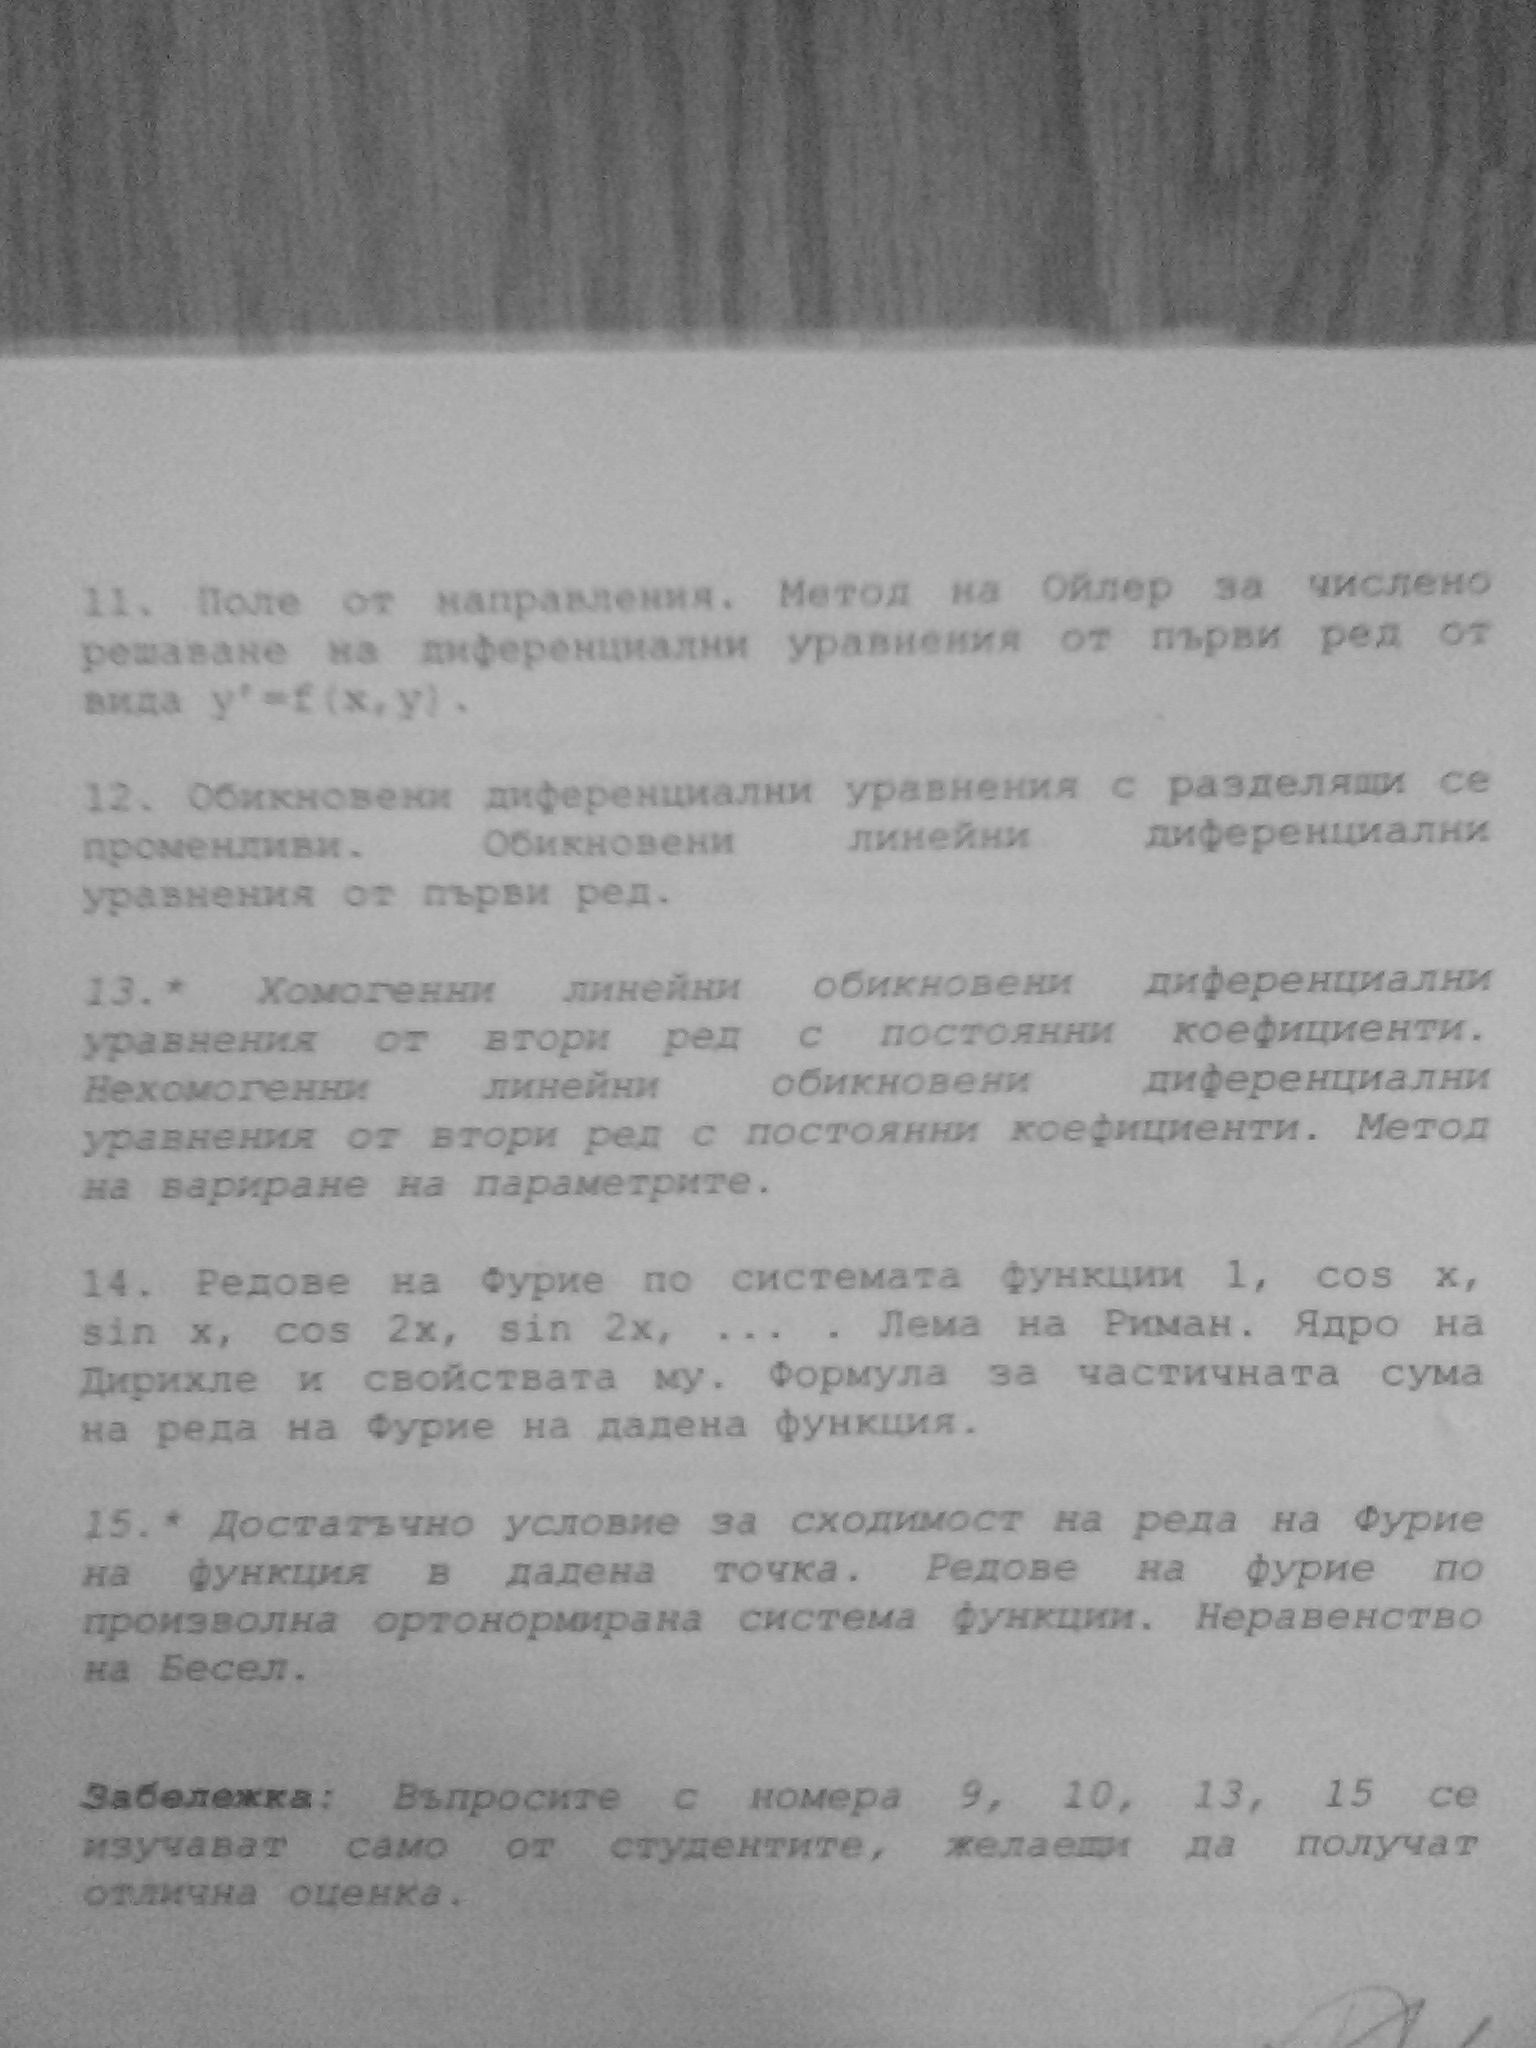 11. Поле от направления. Метод на Ойлер за числено
решаване на диференциални уравнения от първи ред от
вида y'=f(x,y).
12. Обикновени диференциални уравнения с разделящи се
променливи. Обикновени линейни диференциални
уравнения от първи ред.
13.* Хомогенни линейни обикновени диференциални
уравнения от втори ред с постоянни коефициенти.
Нехомогенни линейни обикновени диференциални
уравнения от втори ред с постоянни коефициенти. Метод
на вариране на параметрите.
14. Редове на Фурие по системата функции 1, cos x,
sin x, cos 2x, sin 2x, ... . Лема на Риман. Ядро на
Дирихле и свойствата му. Формула за частичната сума
на реда на Фурие на дадена функция.
15.* Достатъчно условие за сходимост на реда на Фурие
на функция в дадена точка. Редове на фурие по
произволна ортонормирана система функции. Неравенство
на Бесел.
Забележка: Въпросите с номера 9, 10, 13, 15 се
изучават само от студентите, желаещи да получат
отлична оценка.